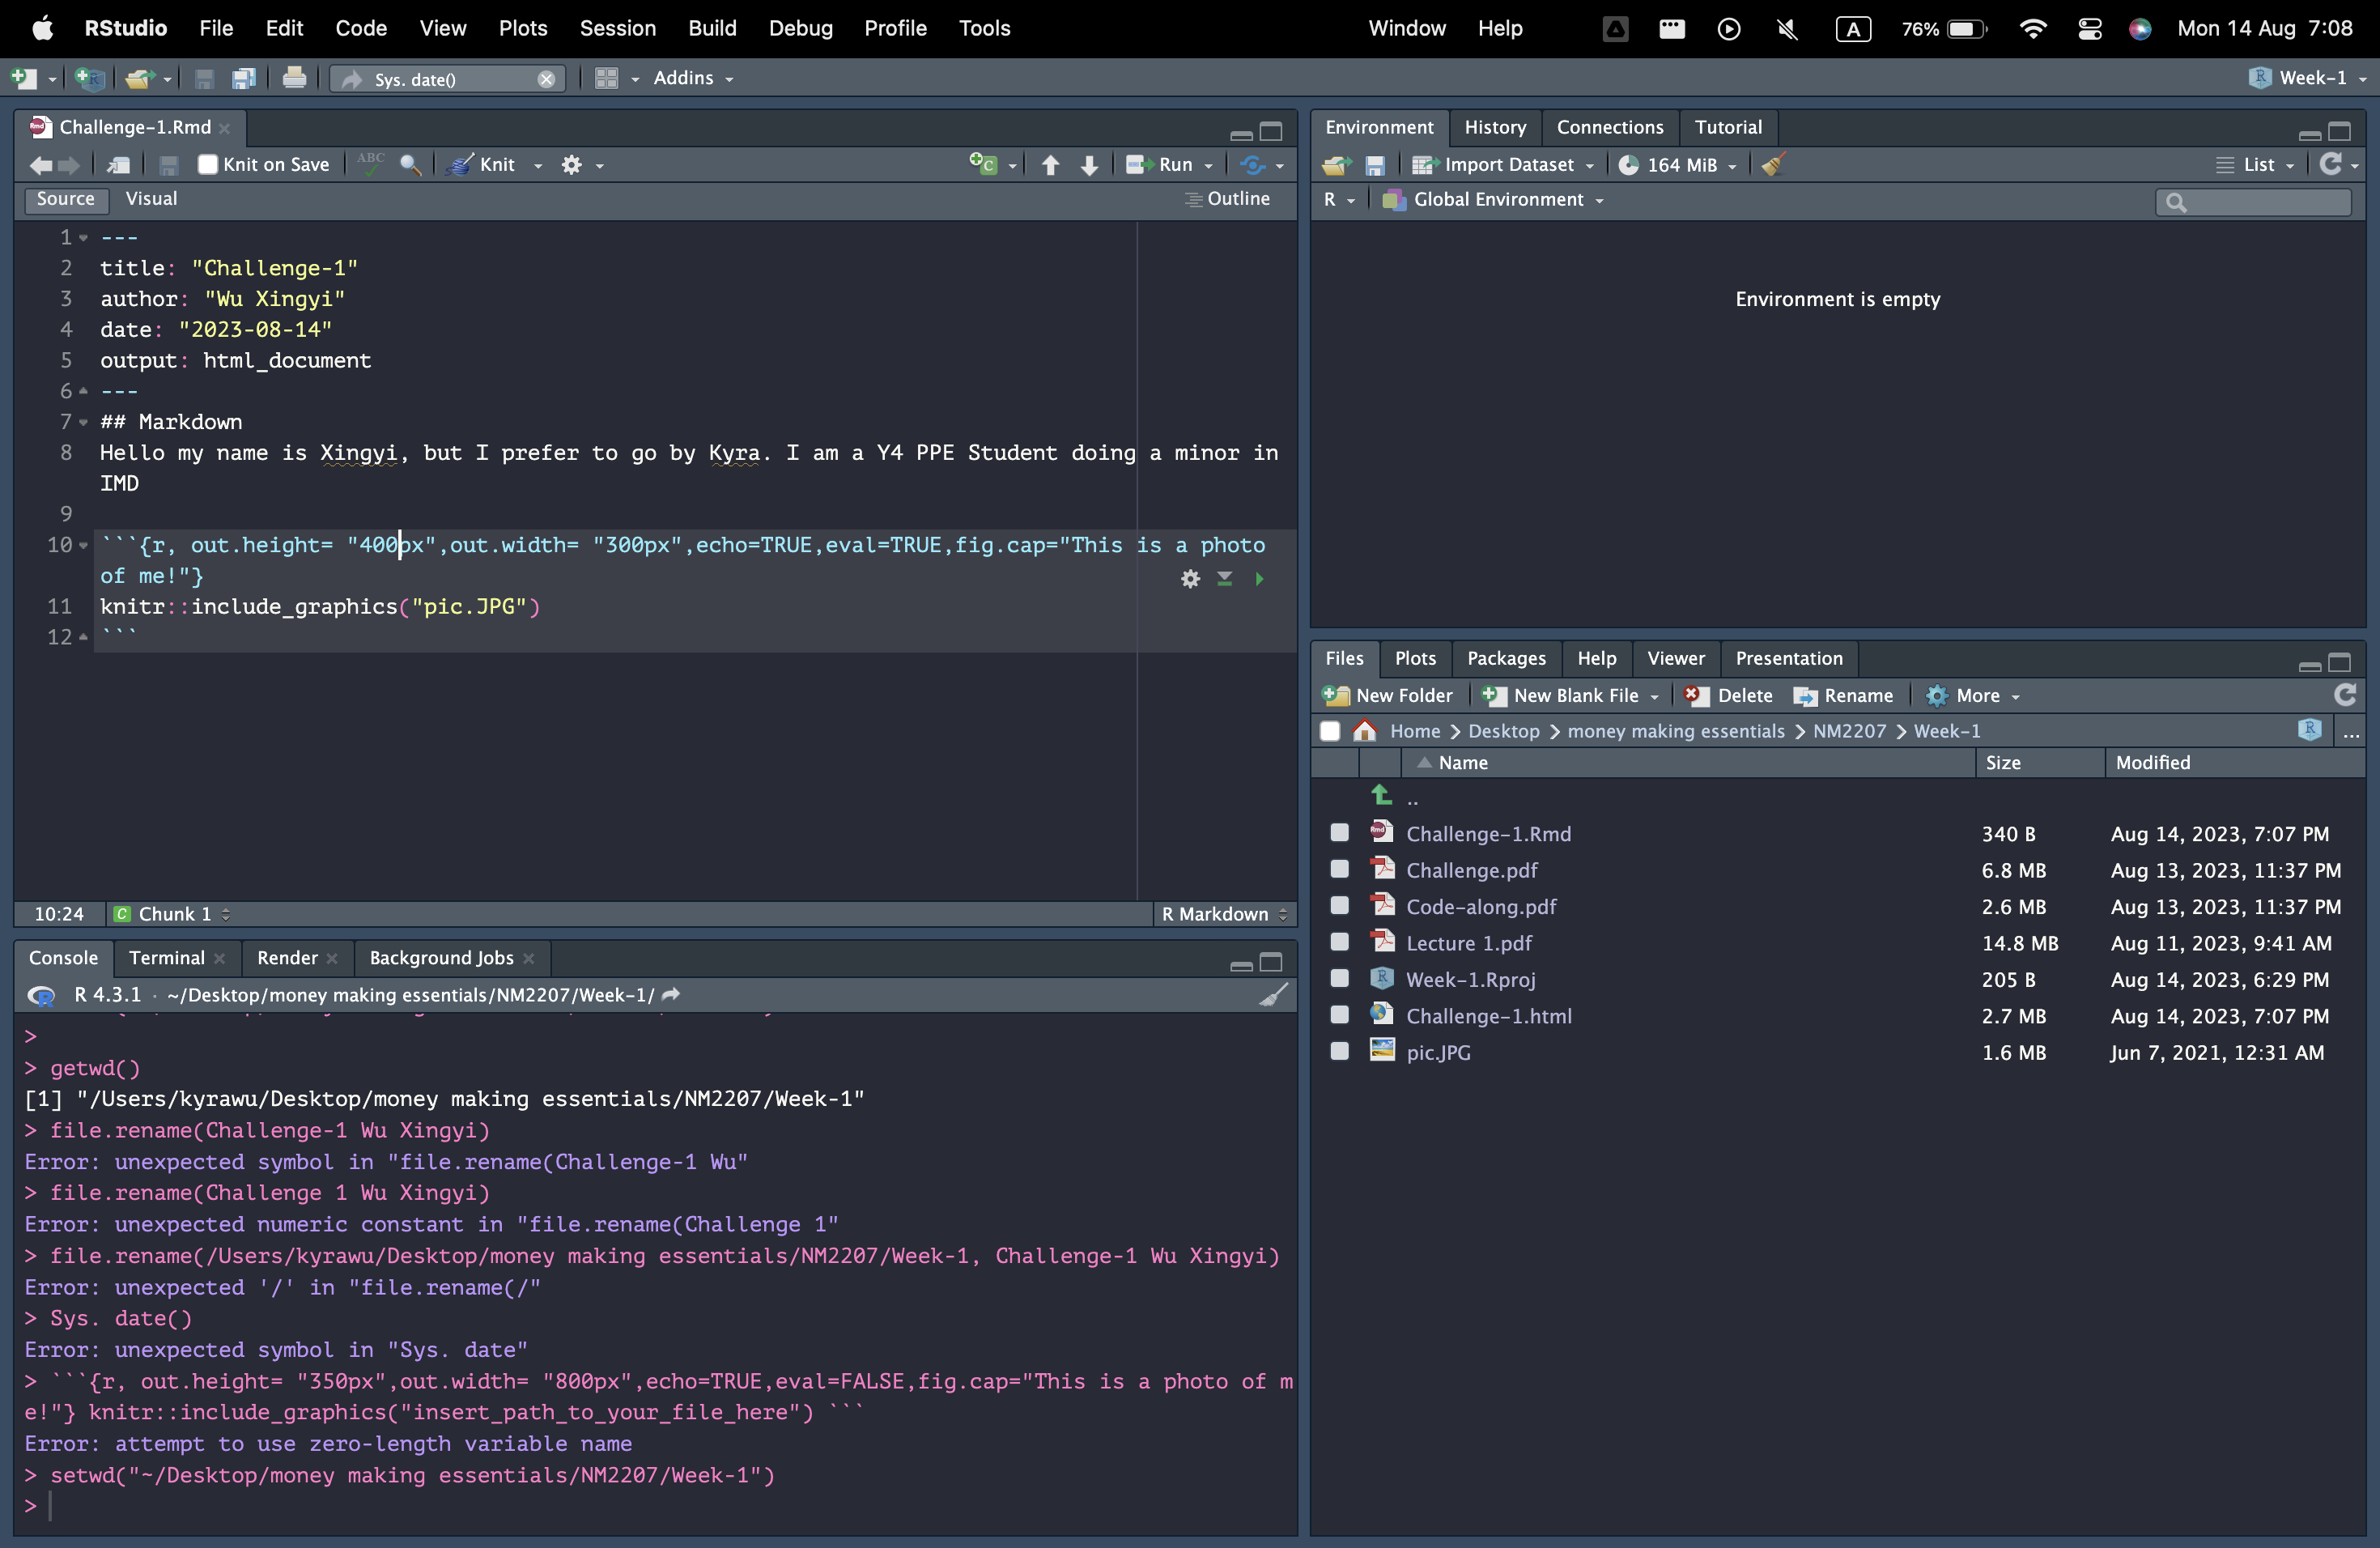 RStudio File Edit Code View Plots Session Build Debug Profile Tools Window Help A 76% Mon 14 Aug 7:08
Sys. date() Addins Week-1
Challenge-1.Rmd
Knit on Save ABC Knit Run
Source Visual Outline
1 ---
2 title: "Challenge-1"
3 author: "Wu Xingyi"
4 date: "2023-08-14"
5 output: html_document
6 ---
7 ## Markdown
8 Hello my name is Xingyi, but I prefer to go by Kyra. I am a Y4 PPE Student doing a minor in
IMD
9
10 ```{r, out.height= "400px",out.width= "300px",echo=TRUE,eval=TRUE,fig.cap="This is a photo
of me!"}
11 knitr::include_graphics("pic.JPG")
12 ```
10:24 C Chunk 1 R Markdown
Console Terminal Render Background Jobs
R 4.3.1 · ~/Desktop/money making essentials/NM2207/Week-1/
>
> getwd()
[1] "/Users/kyrawu/Desktop/money making essentials/NM2207/Week-1"
> file.rename(Challenge-1 Wu Xingyi)
Error: unexpected symbol in "file.rename(Challenge-1 Wu"
> file.rename(Challenge 1 Wu Xingyi)
Error: unexpected numeric constant in "file.rename(Challenge 1"
> file.rename(/Users/kyrawu/Desktop/money making essentials/NM2207/Week-1, Challenge-1 Wu Xingyi)
Error: unexpected '/' in "file.rename(/"
> Sys. date()
Error: unexpected symbol in "Sys. date"
> ```{r, out.height= "350px",out.width= "800px",echo=TRUE,eval=FALSE,fig.cap="This is a photo of m
e!"} knitr::include_graphics("insert_path_to_your_file_here") ```
Error: attempt to use zero-length variable name
> setwd("~/Desktop/money making essentials/NM2207/Week-1")
>
Environment History Connections Tutorial
Import Dataset 164 MiB List
R Global Environment
Environment is empty
Files Plots Packages Help Viewer Presentation
New Folder New Blank File Delete Rename More
Home Desktop money making essentials NM2207 Week-1 ...
Name Size Modified
..
Challenge-1.Rmd 340 B Aug 14, 2023, 7:07 PM
Challenge.pdf 6.8 MB Aug 13, 2023, 11:37 PM
Code-along.pdf 2.6 MB Aug 13, 2023, 11:37 PM
Lecture 1.pdf 14.8 MB Aug 11, 2023, 9:41 AM
Week-1.Rproj 205 B Aug 14, 2023, 6:29 PM
Challenge-1.html 2.7 MB Aug 14, 2023, 7:07 PM
pic.JPG 1.6 MB Jun 7, 2021, 12:31 AM